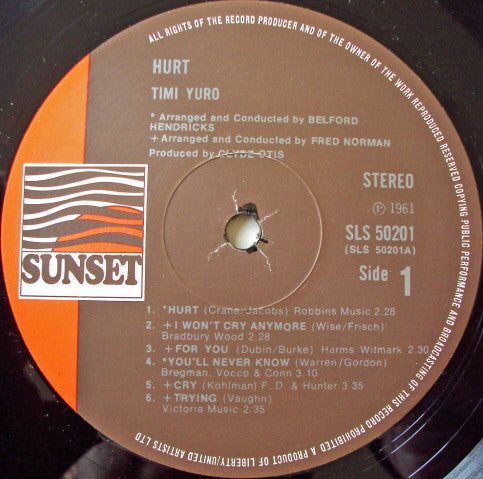 ALL RIGHTS OF THE RECORD PRODUCER AND OF THE OWNER OF THE WORK REPRODUCED RESERVED COPYING PUBLIC PERFORMANCE AND BROADCASTING OF THIS RECORD PROHIBITED A PRODUCT OF LIBERTY/UNITED ARTISTS LTD
HURT
TIMI YURO
* Arranged and Conducted by BELFORD
HENDRICKS
+ Arranged and Conducted by FRED NORMAN
Produced by CLYDE OTIS
STEREO
℗ 1961
SLS 50201
(SLS 50201A)
Side 1
SUNSET
1. *HURT (Crane, Jacobs) Robbins Music 2.28
2. +I WON'T CRY ANYMORE (Wise/Frisch)
Bradbury Wood 2.28
3. +FOR YOU (Dubin/Burke) Harms Witmark 2.30
4. *YOU'LL NEVER KNOW (Warren/Gordon)
Bregman, Vocco & Conn 3.10
5. +CRY (Kohlman) F. D. & Hunter 3.35
6. +TRYING (Vaughn)
Victoria Music 2.35